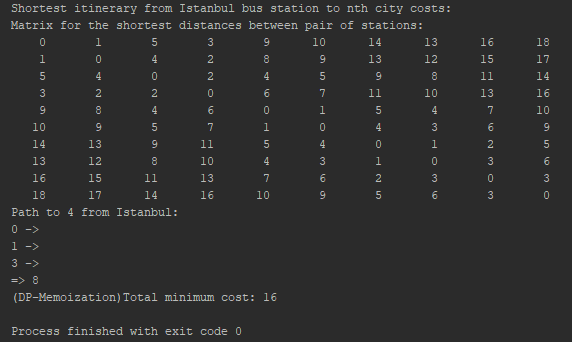 Shortest itinerary from Istanbul bus station to nth city costs:
Matrix for the shortest distances between pair of stations:
0 1 5 3 9 10 14 13 16 18
1 0 4 2 8 9 13 12 15 17
5 4 0 2 4 5 9 8 11 14
3 2 2 0 6 7 11 10 13 16
9 8 4 6 0 1 5 4 7 10
10 9 5 7 1 0 4 3 6 9
14 13 9 11 5 4 0 1 2 5
13 12 8 10 4 3 1 0 3 6
16 15 11 13 7 6 2 3 0 3
18 17 14 16 10 9 5 6 3 0
Path to 4 from Istanbul:
0 ->
1 ->
3 ->
=> 8
(DP-Memoization)Total minimum cost: 16
Process finished with exit code 0